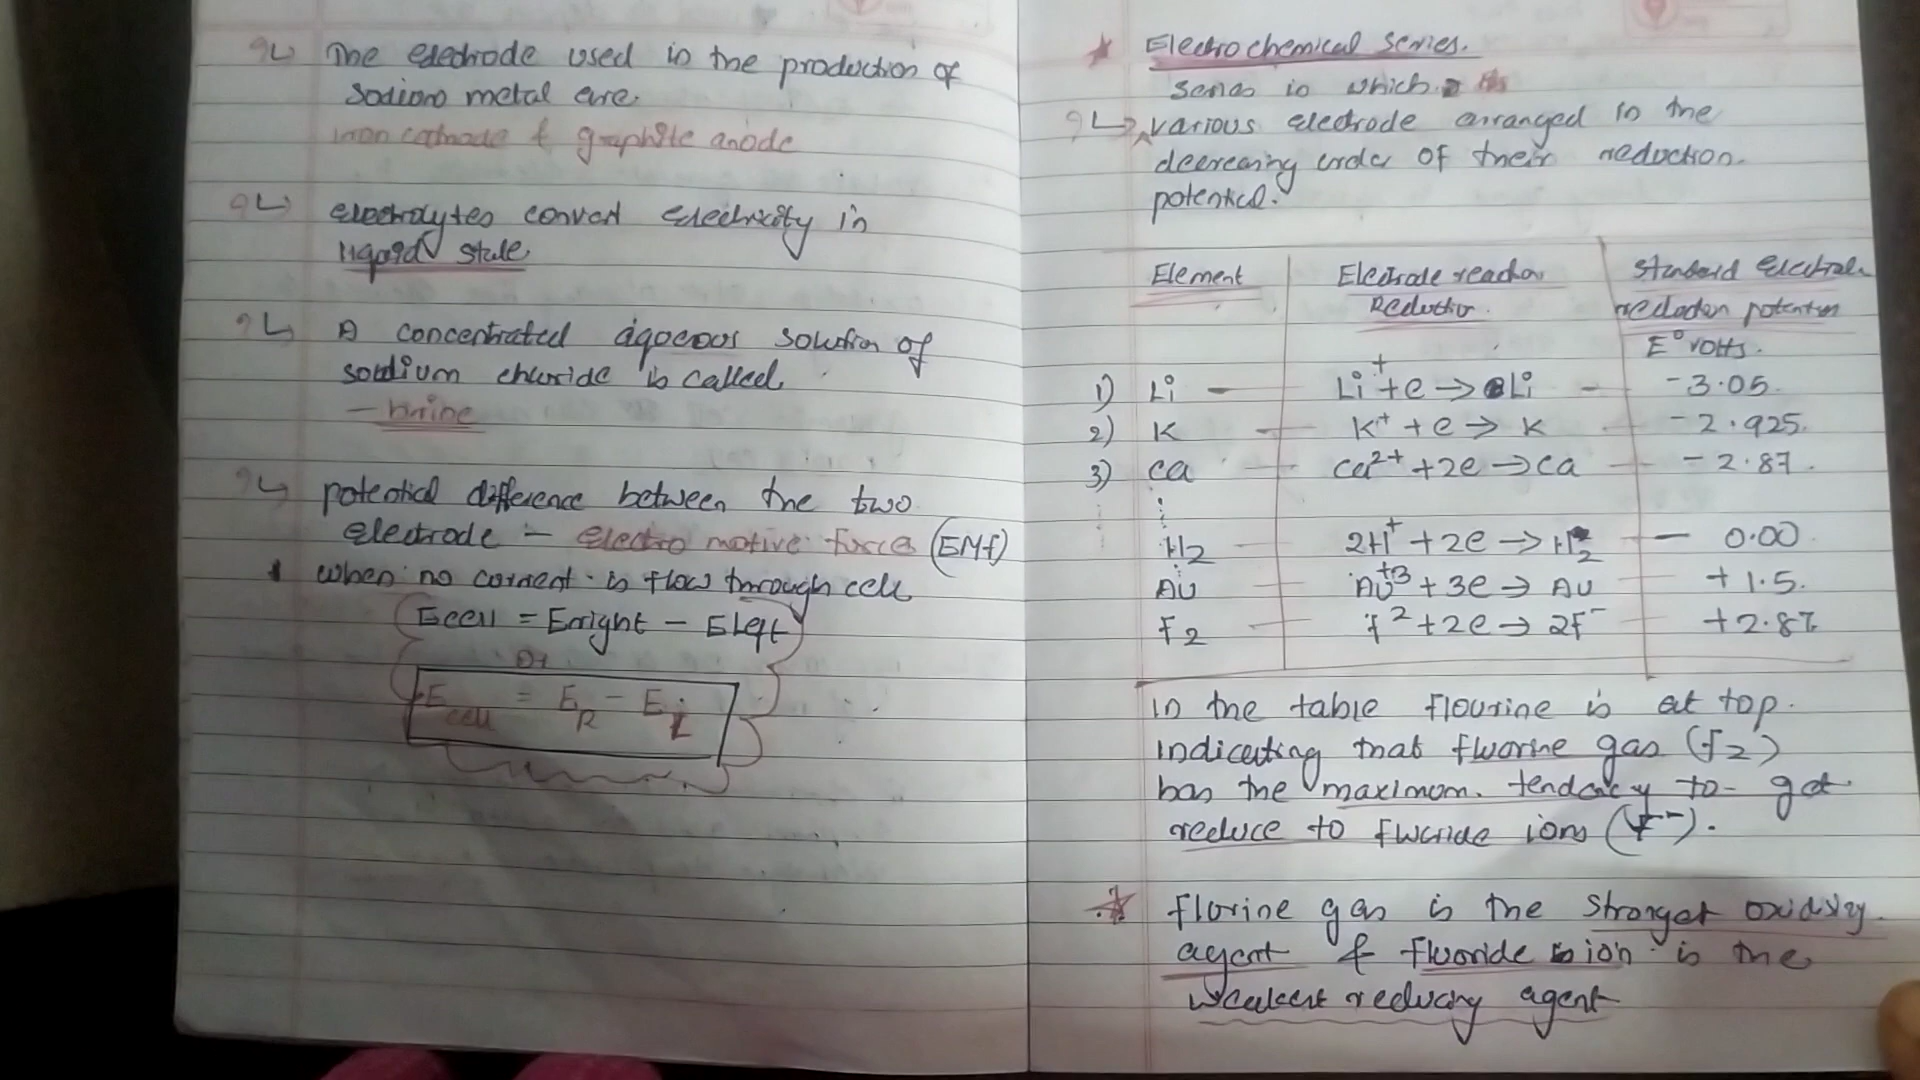 The electrode used in the production of
Sodium metal are.
iron cathode & graphite anode
electrolytes convert electricity in
liquid state.
A concentrated aqueous solution of
sodium chloride is called.
— brine
potential difference between the two
electrode - electro motive force (EMf)
when no current is flow through cell
Ecell = Eright - Eleft
or
E cell = E R - E L
★ Electrochemical series.
series in which
various electrode arranged in the
decreasing order of their reduction
potential.
Element
Electrode reaction
Reduction.
Standard Electrode
reduction potential
E° volts.
1) Li — Li⁺ + e → Li - -3.05.
2) K — K⁺ + e → K -2.925.
3) Ca — Ca²⁺ + 2e → Ca — -2.87.
H₂ — 2H⁺ + 2e → H₂ — 0.00
AU — AU⁺³ + 3e → AU — +1.5.
F₂ — F² + 2e → 2F⁻ +2.87
in the table flourine is at top.
indicating that fluorine gas (F₂)
has the maximum. tendancy to get
reduce to fluoride ions (F⁻).
★ florine gas is the strongest oxidising
agent & fluoride ion is the
weakest reducing agent